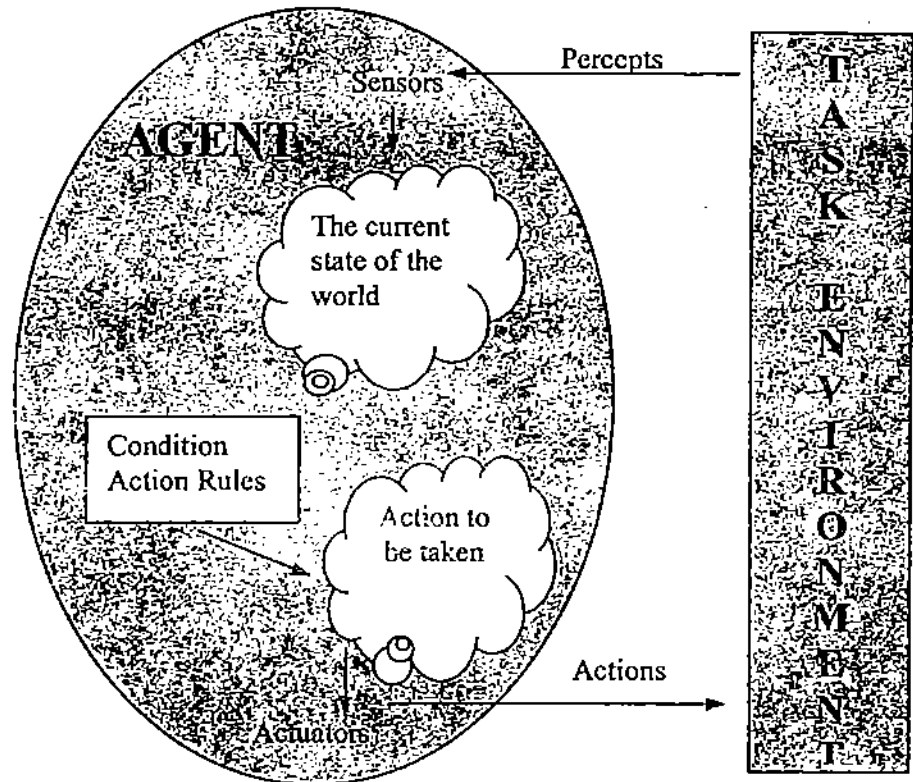 Percepts
Sensors
AGENT
The current
state of the
world
Condition
Action Rules
Action to
be taken
Actions
Actuators
TASK ENVIRONMENT